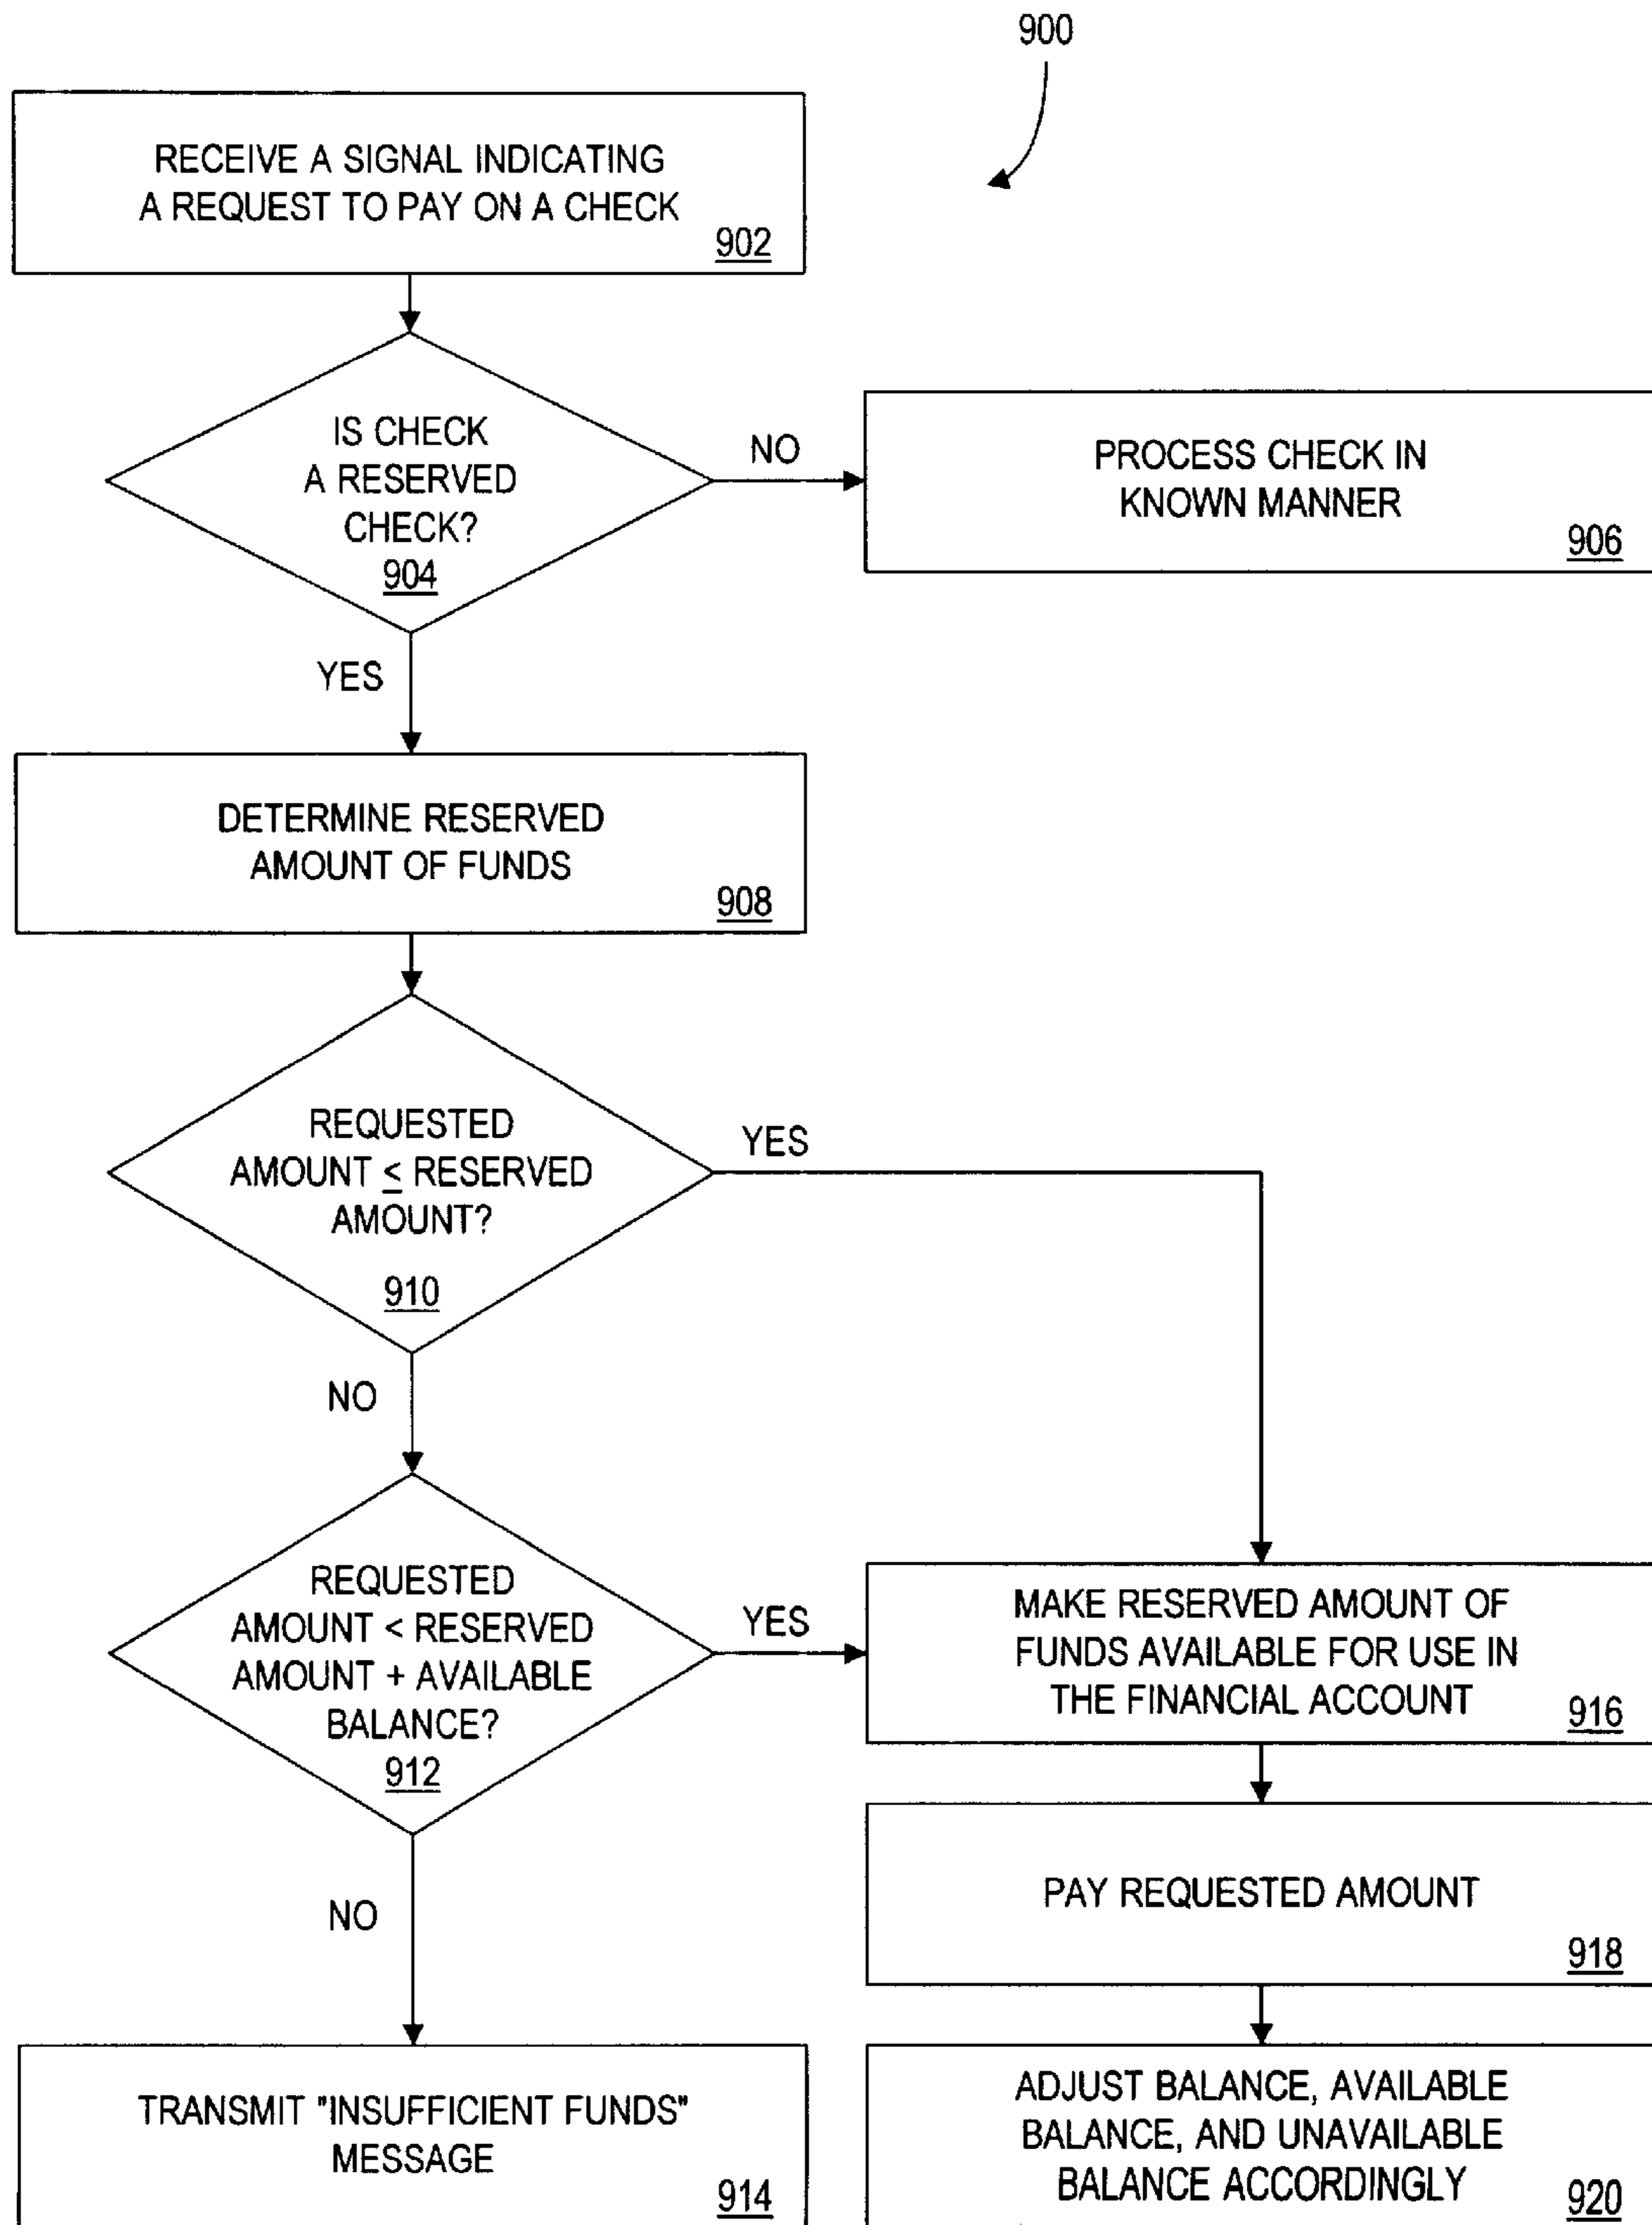 900
RECEIVE A SIGNAL INDICATING
A REQUEST TO PAY ON A CHECK
902
IS CHECK
A RESERVED
CHECK?
904
NO
PROCESS CHECK IN
KNOWN MANNER
906
YES
DETERMINE RESERVED
AMOUNT OF FUNDS
908
REQUESTED
AMOUNT ≤ RESERVED
AMOUNT?
910
YES
NO
REQUESTED
AMOUNT < RESERVED
AMOUNT + AVAILABLE
BALANCE?
912
YES
MAKE RESERVED AMOUNT OF
FUNDS AVAILABLE FOR USE IN
THE FINANCIAL ACCOUNT
916
PAY REQUESTED AMOUNT
918
NO
TRANSMIT "INSUFFICIENT FUNDS"
MESSAGE
914
ADJUST BALANCE, AVAILABLE
BALANCE, AND UNAVAILABLE
BALANCE ACCORDINGLY
920